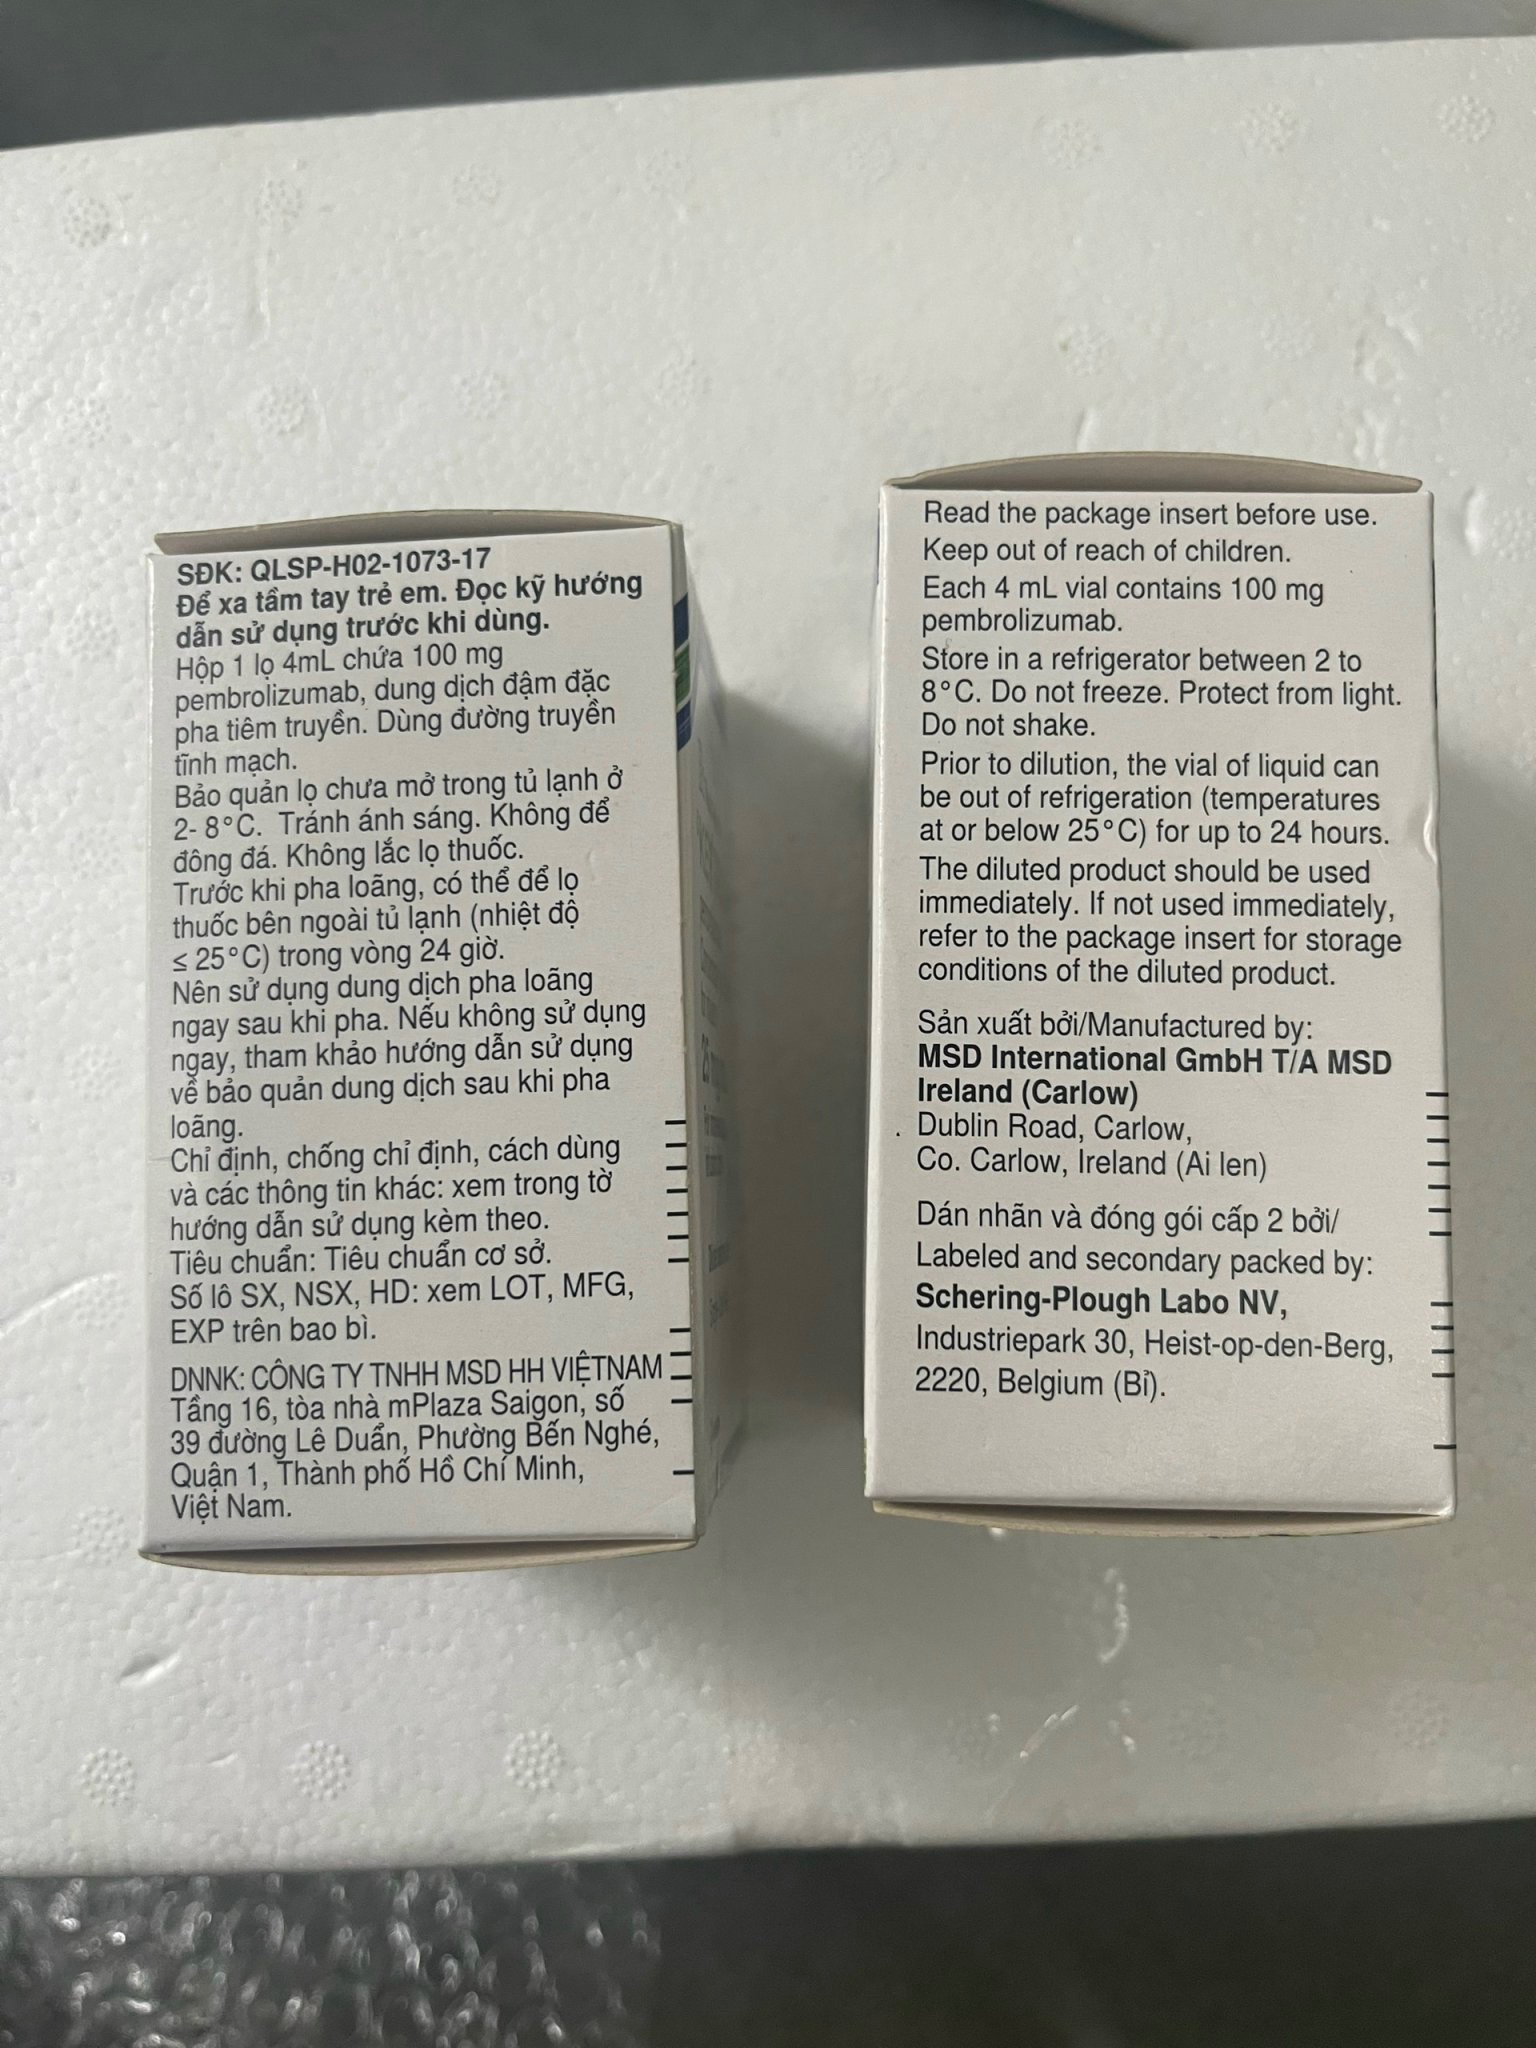 SĐK: QLSP-H02-1073-17
Để xa tầm tay trẻ em. Đọc kỹ hướng
dẫn sử dụng trước khi dùng.
Hộp 1 lọ 4mL chứa 100 mg
pembrolizumab, dung dịch đậm đặc
pha tiêm truyền. Dùng đường truyền
tĩnh mạch.
Bảo quản lọ chưa mở trong tủ lạnh ở
2- 8°C. Tránh ánh sáng. Không để
đông đá. Không lắc lọ thuốc.
Trước khi pha loãng, có thể để lọ
thuốc bên ngoài tủ lạnh (nhiệt độ
≤ 25°C) trong vòng 24 giờ.
Nên sử dụng dung dịch pha loãng
ngay sau khi pha. Nếu không sử dụng
ngay, tham khảo hướng dẫn sử dụng
về bảo quản dung dịch sau khi pha
loãng.
Chỉ định, chống chỉ định, cách dùng
và các thông tin khác: xem trong tờ
hướng dẫn sử dụng kèm theo.
Tiêu chuẩn: Tiêu chuẩn cơ sở.
Số lô SX, NSX, HD: xem LOT, MFG,
EXP trên bao bì.
DNNK: CÔNG TY TNHH MSD HH VIỆTNAM
Tầng 16, tòa nhà mPlaza Saigon, số
39 đường Lê Duẩn, Phường Bến Nghé,
Quận 1, Thành phố Hồ Chí Minh,
Việt Nam.
Read the package insert before use.
Keep out of reach of children.
Each 4 mL vial contains 100 mg
pembrolizumab.
Store in a refrigerator between 2 to
8°C. Do not freeze. Protect from light.
Do not shake.
Prior to dilution, the vial of liquid can
be out of refrigeration (temperatures
at or below 25°C) for up to 24 hours.
The diluted product should be used
immediately. If not used immediately,
refer to the package insert for storage
conditions of the diluted product.
Sản xuất bởi/Manufactured by:
MSD International GmbH T/A MSD
Ireland (Carlow)
Dublin Road, Carlow,
Co. Carlow, Ireland (Ai len)
Dán nhãn và đóng gói cấp 2 bởi/
Labeled and secondary packed by:
Schering-Plough Labo NV,
Industriepark 30, Heist-op-den-Berg,
2220, Belgium (Bỉ).